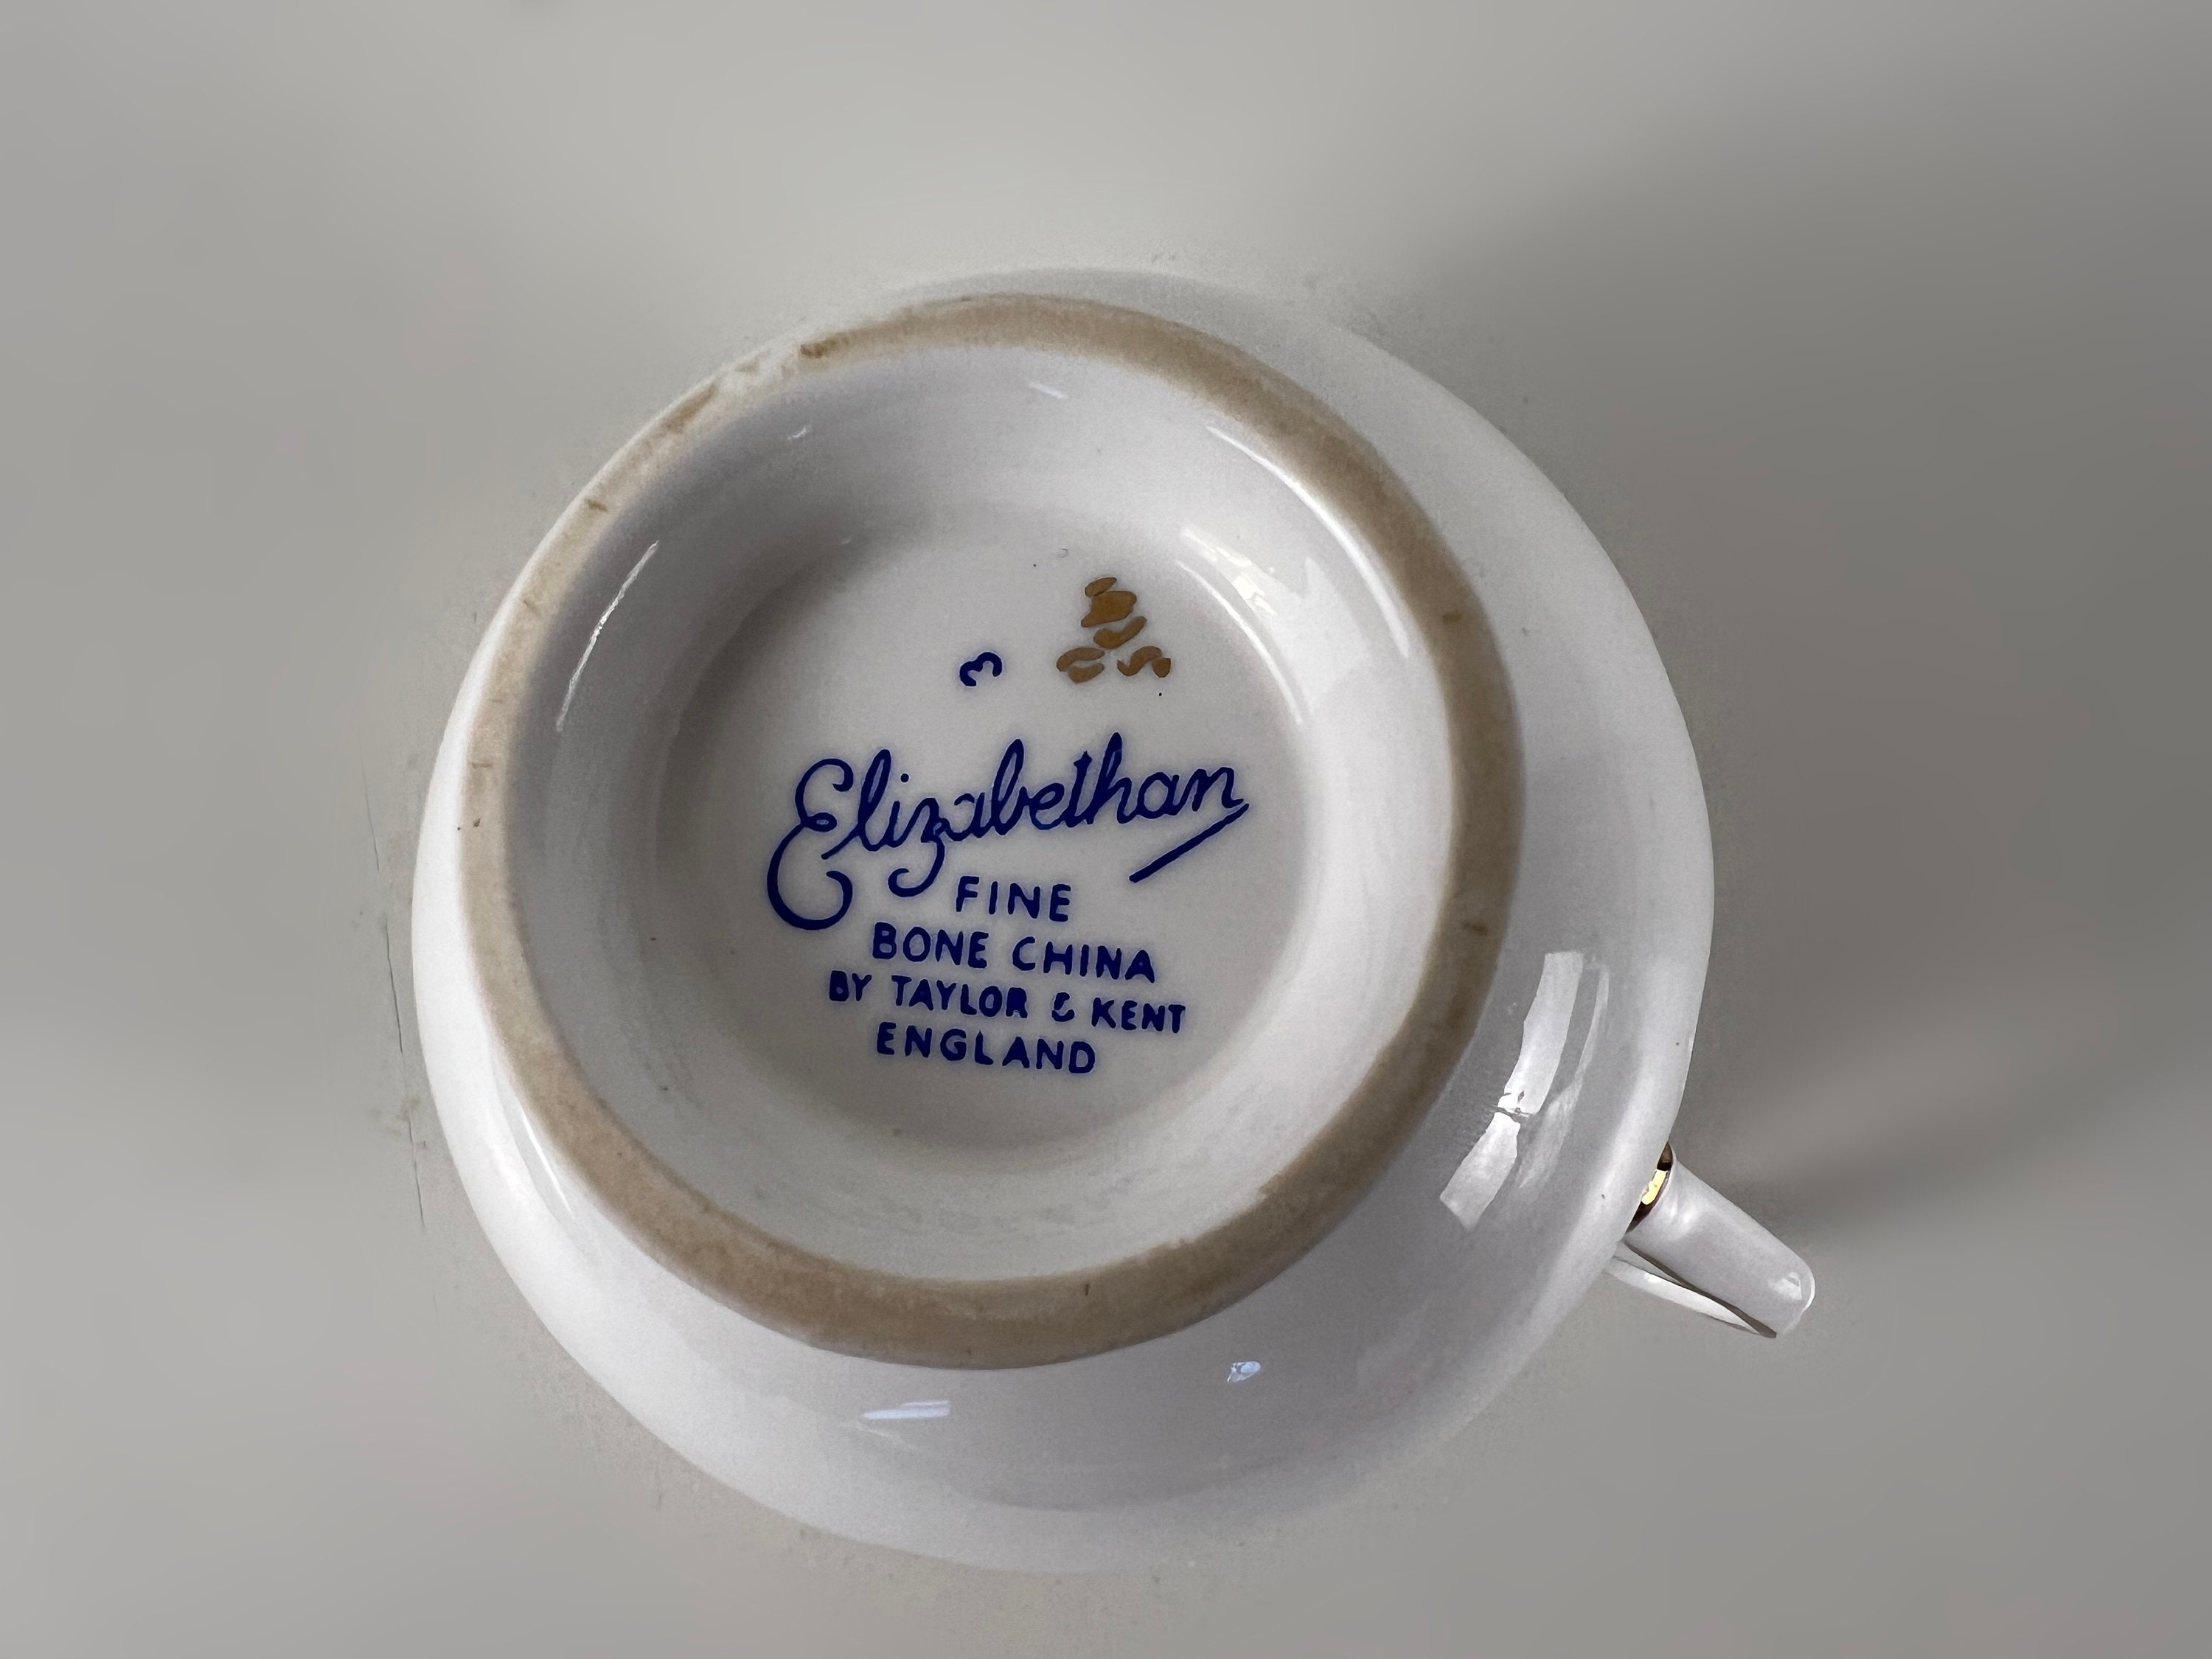 3
Elizabethan
FINE
BONE CHINA
BY TAYLOR & KENT
ENGLAND